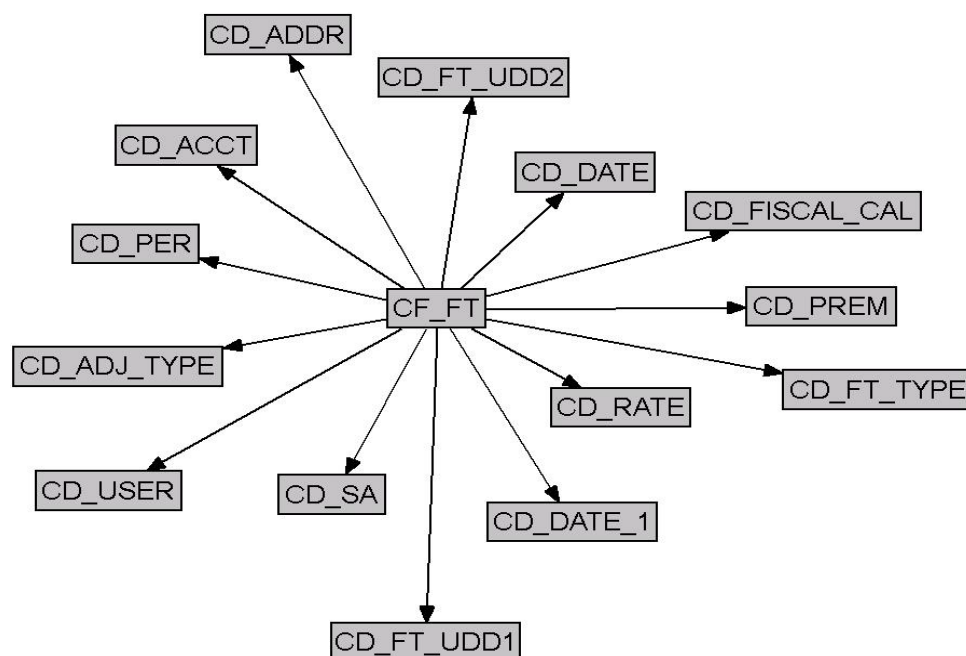 CD_ADDR
CD_FT_UDD2
CD_ACCT
CD_DATE
CD_FISCAL_CAL
CD_PER
CF_FT
CD_PREM
CD_ADJ_TYPE
CD_FT_TYPE
CD_RATE
CD_USER
CD_SA
CD_DATE_1
CD_FT_UDD1